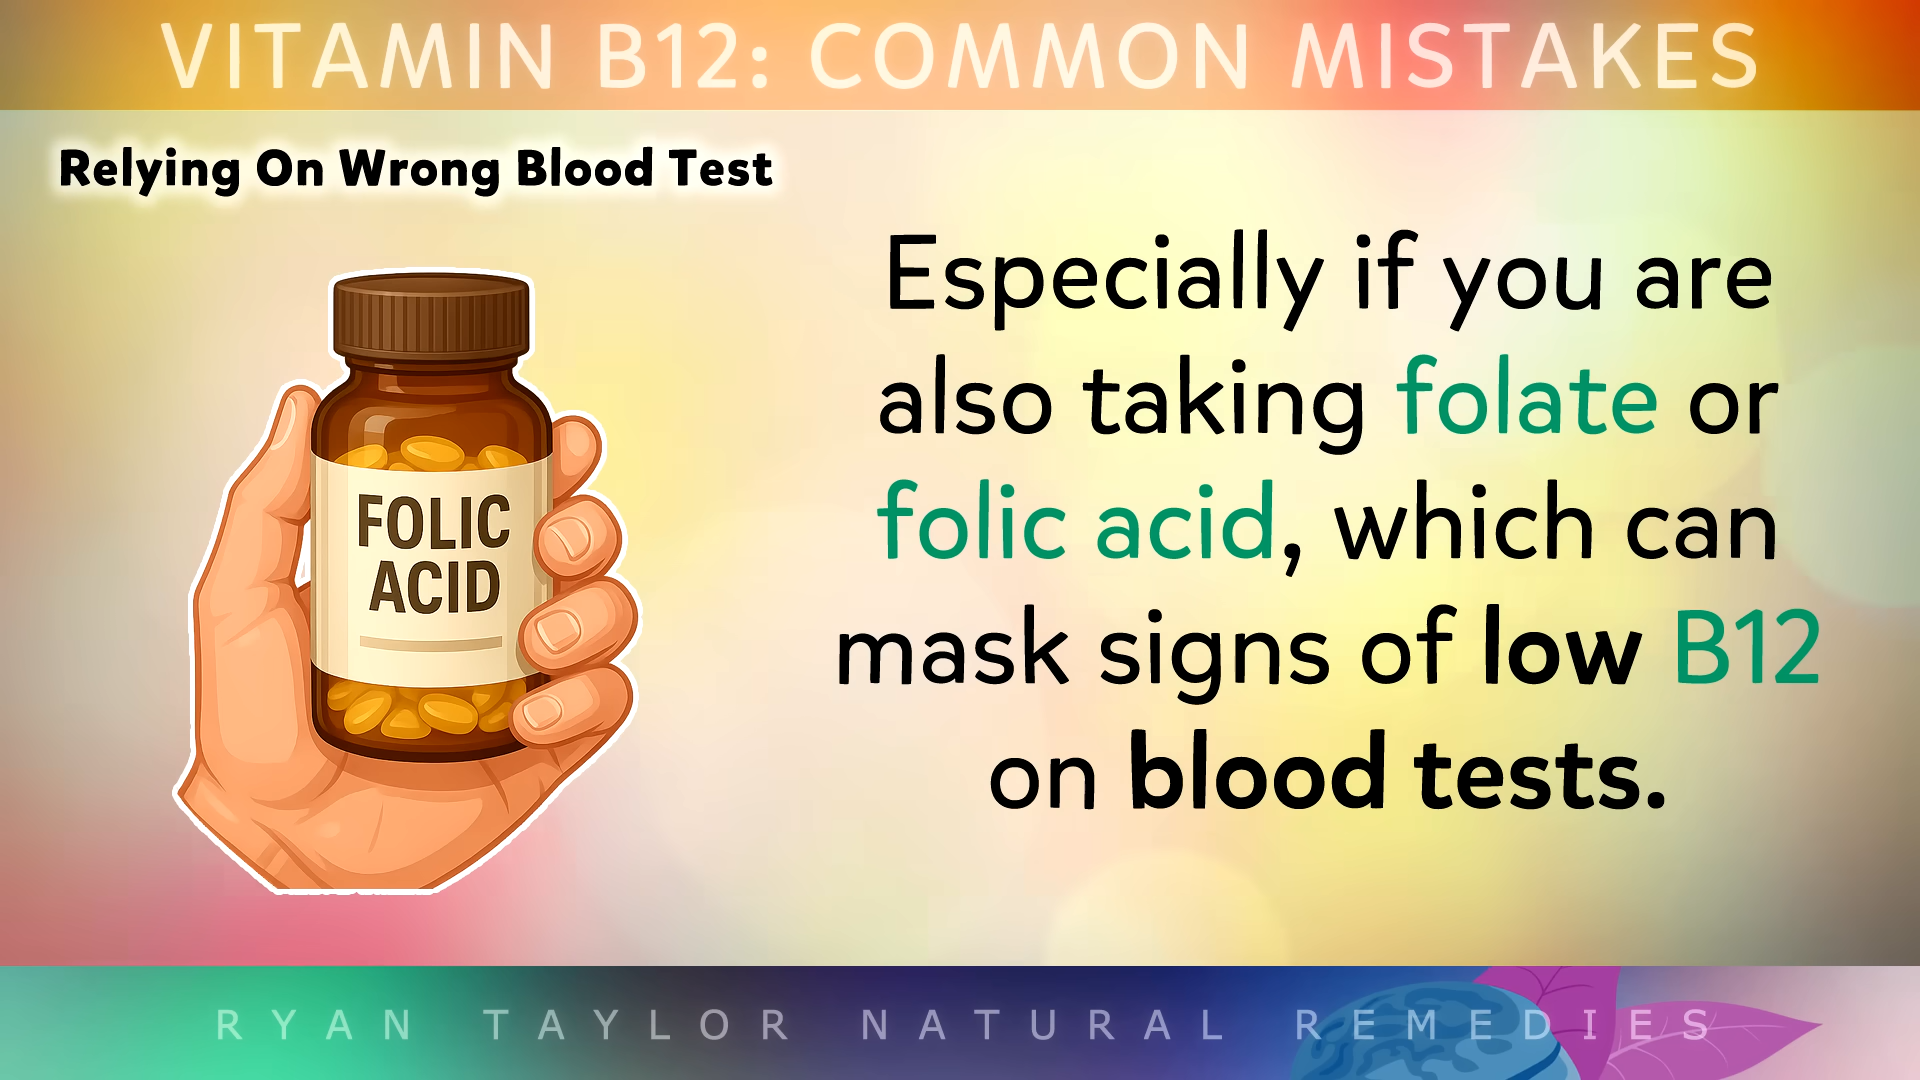 VITAMIN B12: COMMON MISTAKES
Relying On Wrong Blood Test
FOLIC
ACID
Especially if you are
also taking folate or
folic acid, which can
mask signs of low B12
on blood tests.
RYAN TAYLOR NATURAL REMEDIES